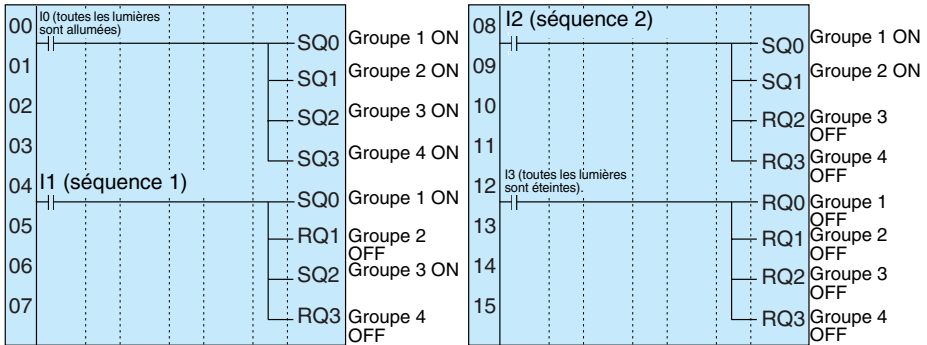 00
I0 (toutes les lumières
sont allumées)
SQ0 Groupe 1 ON
01
SQ1 Groupe 2 ON
02
SQ2 Groupe 3 ON
03
SQ3 Groupe 4 ON
04 I1 (séquence 1)
SQ0 Groupe 1 ON
05
RQ1 Groupe 2
OFF
06
SQ2 Groupe 3 ON
07
RQ3 Groupe 4
OFF
08 I2 (séquence 2)
SQ0 Groupe 1 ON
09
SQ1 Groupe 2 ON
10
RQ2 Groupe 3
OFF
11
RQ3 Groupe 4
OFF
12
I3 (toutes les lumières
sont éteintes).
RQ0 Groupe 1
OFF
13
RQ1 Groupe 2
OFF
14
RQ2 Groupe 3
OFF
15
RQ3 Groupe 4
OFF